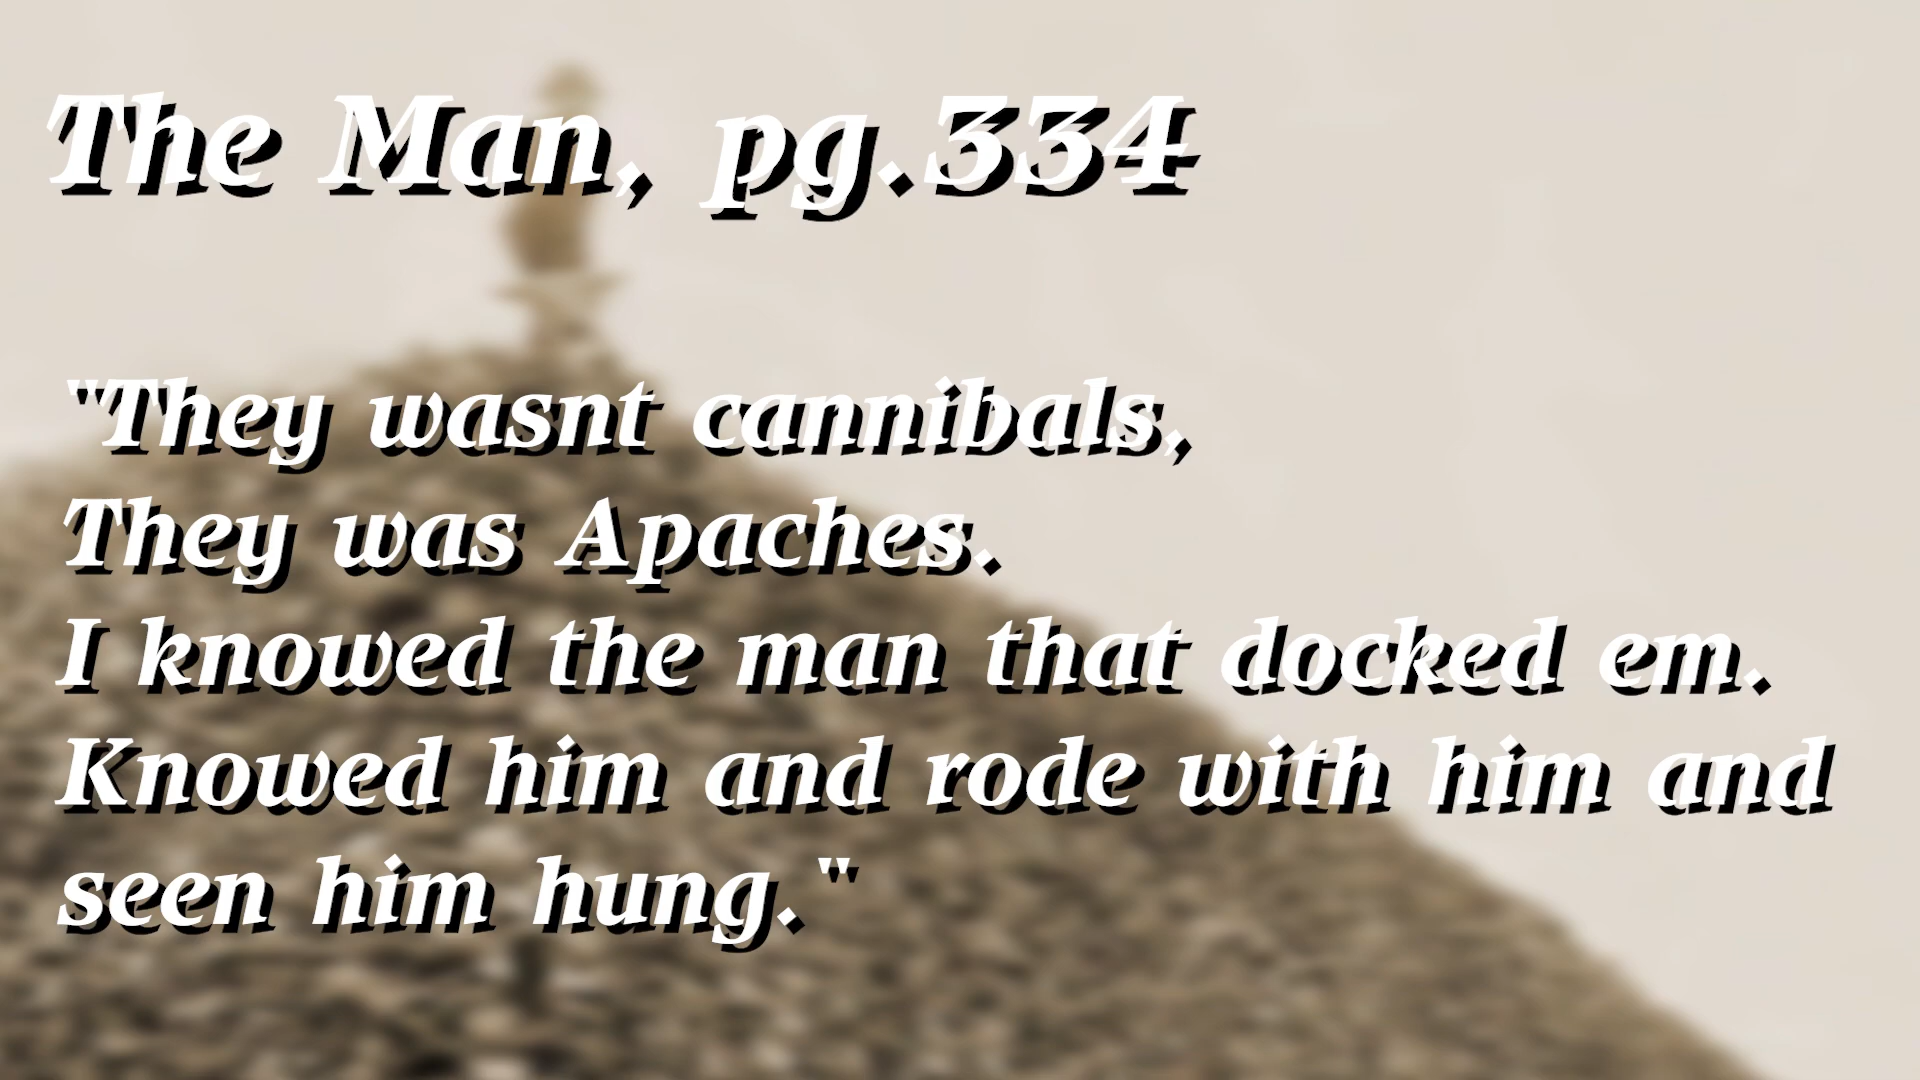 The Man, pg.334
"They wasnt cannibals,
They was Apaches.
I knowed the man that docked em.
Knowed him and rode with him and
seen him hung."